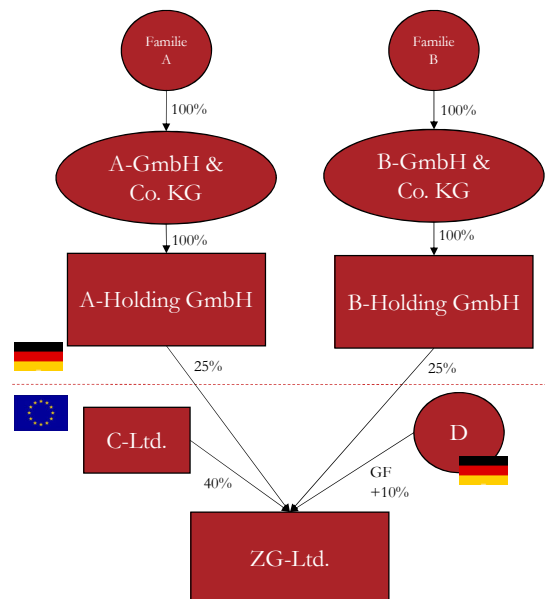 Familie
A
Familie
B
100%
100%
A-GmbH &
Co. KG
B-GmbH &
Co. KG
100%
100%
A-Holding GmbH
B-Holding GmbH
25%
25%
C-Ltd.
D
40%
GF
+10%
ZG-Ltd.